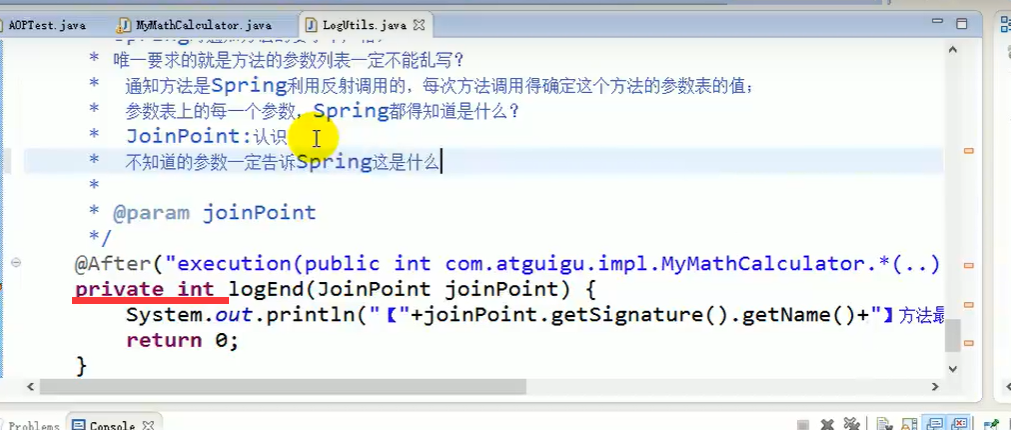 AOPTest.java MyMathCalculator.java LogUtils.java
* 唯一要求的就是方法的参数列表一定不能乱写？
* 通知方法是Spring利用反射调用的，每次方法调用得确定这个方法的参数表的值；
* 参数表上的每一个参数，Spring都得知道是什么？
* JoinPoint:认识
* 不知道的参数一定告诉Spring这是什么
*
* @param joinPoint
*/
@After("execution(public int com.atguigu.impl.MyMathCalculator.*(..)
private int logEnd(JoinPoint joinPoint) {
System.out.println("【"+joinPoint.getSignature().getName()+"】方法最
return 0;
}
Problems Console